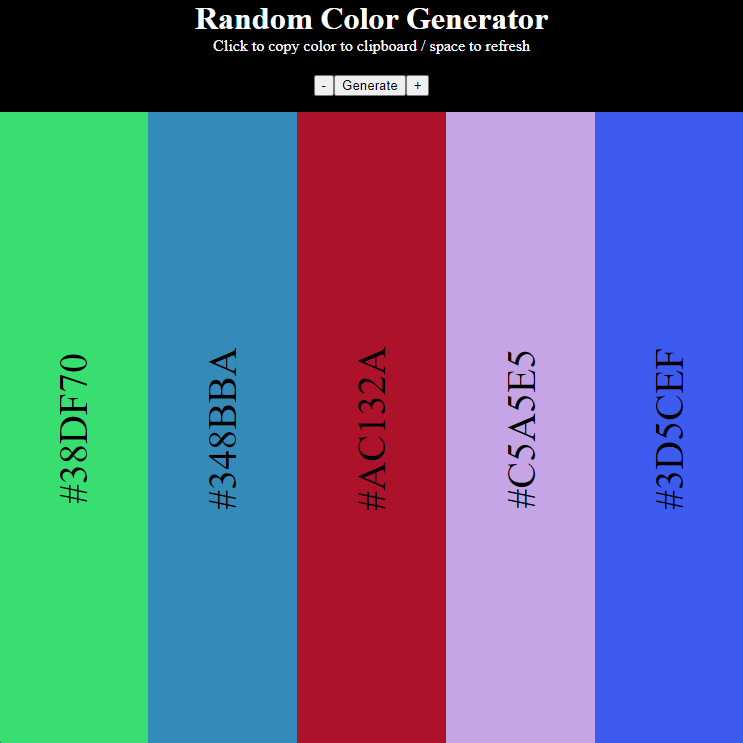 Random Color Generator
Click to copy color to clipboard / space to refresh
- Generate +
#38DF70
#348BBA
#AC132A
#C5A5E5
#3D5CEF